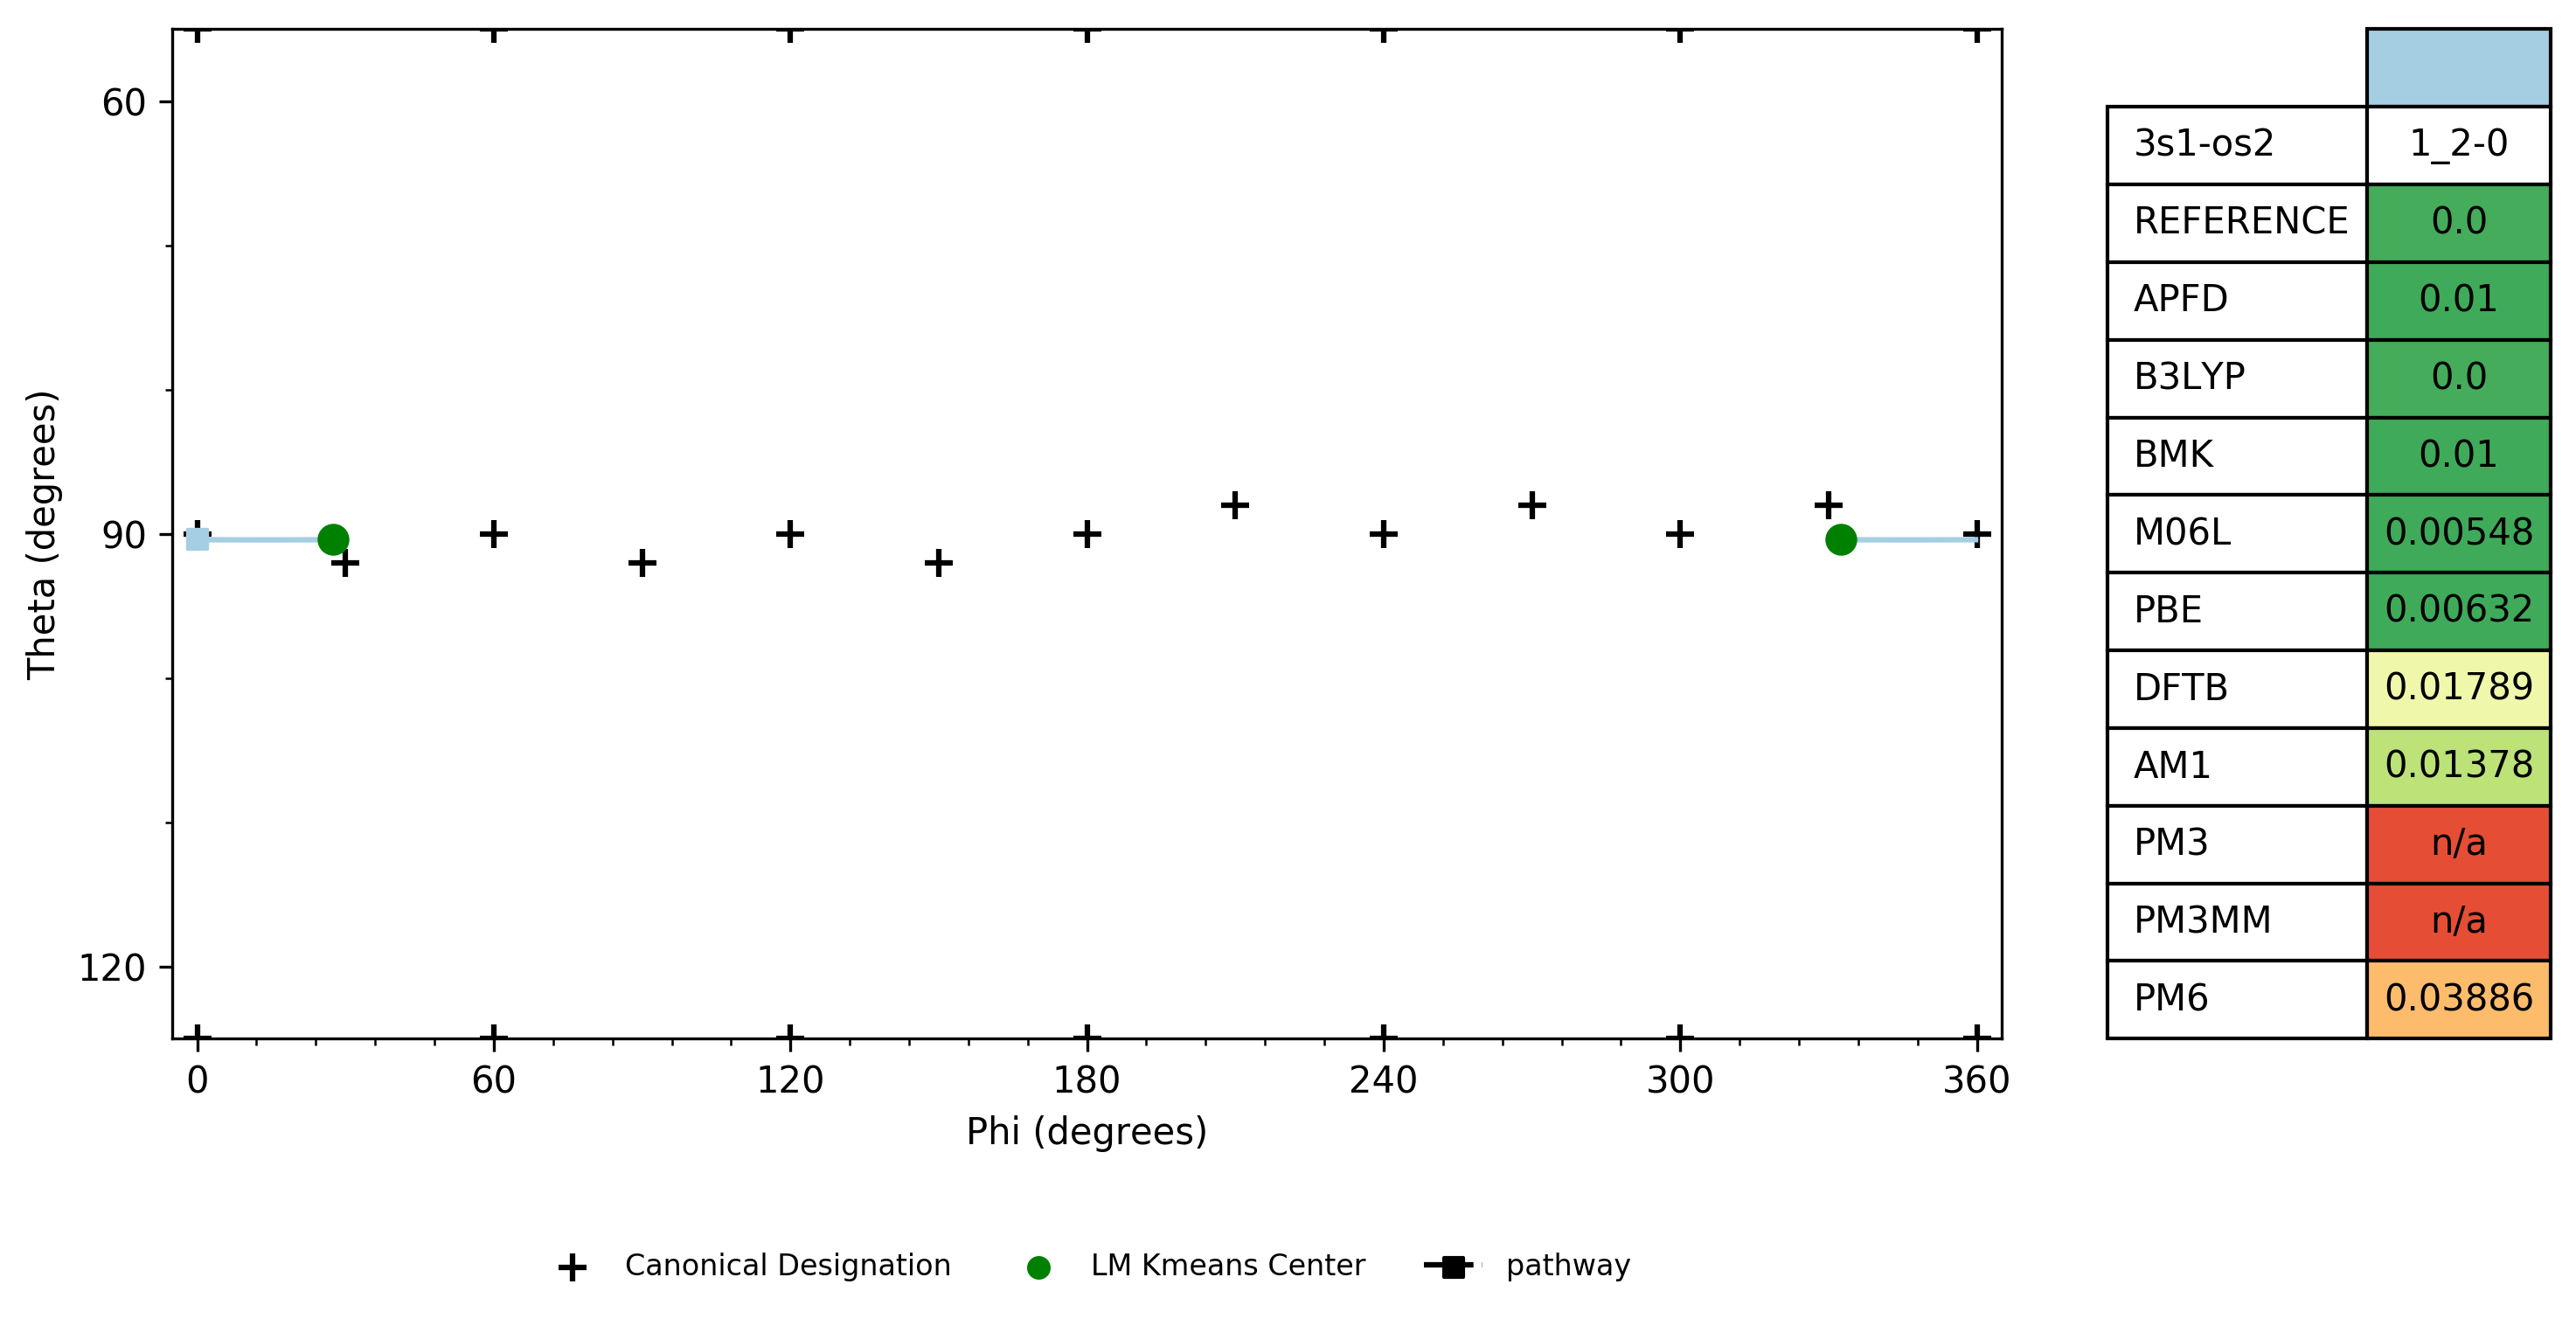 60
90
120
Theta (degrees)
0 60 120 180 240 300 360
Phi (degrees)
Canonical Designation LM Kmeans Center pathway
3s1-os2 1_2-0
REFERENCE 0.0
APFD 0.01
B3LYP 0.0
BMK 0.01
M06L 0.00548
PBE 0.00632
DFTB 0.01789
AM1 0.01378
PM3 n/a
PM3MM n/a
PM6 0.03886